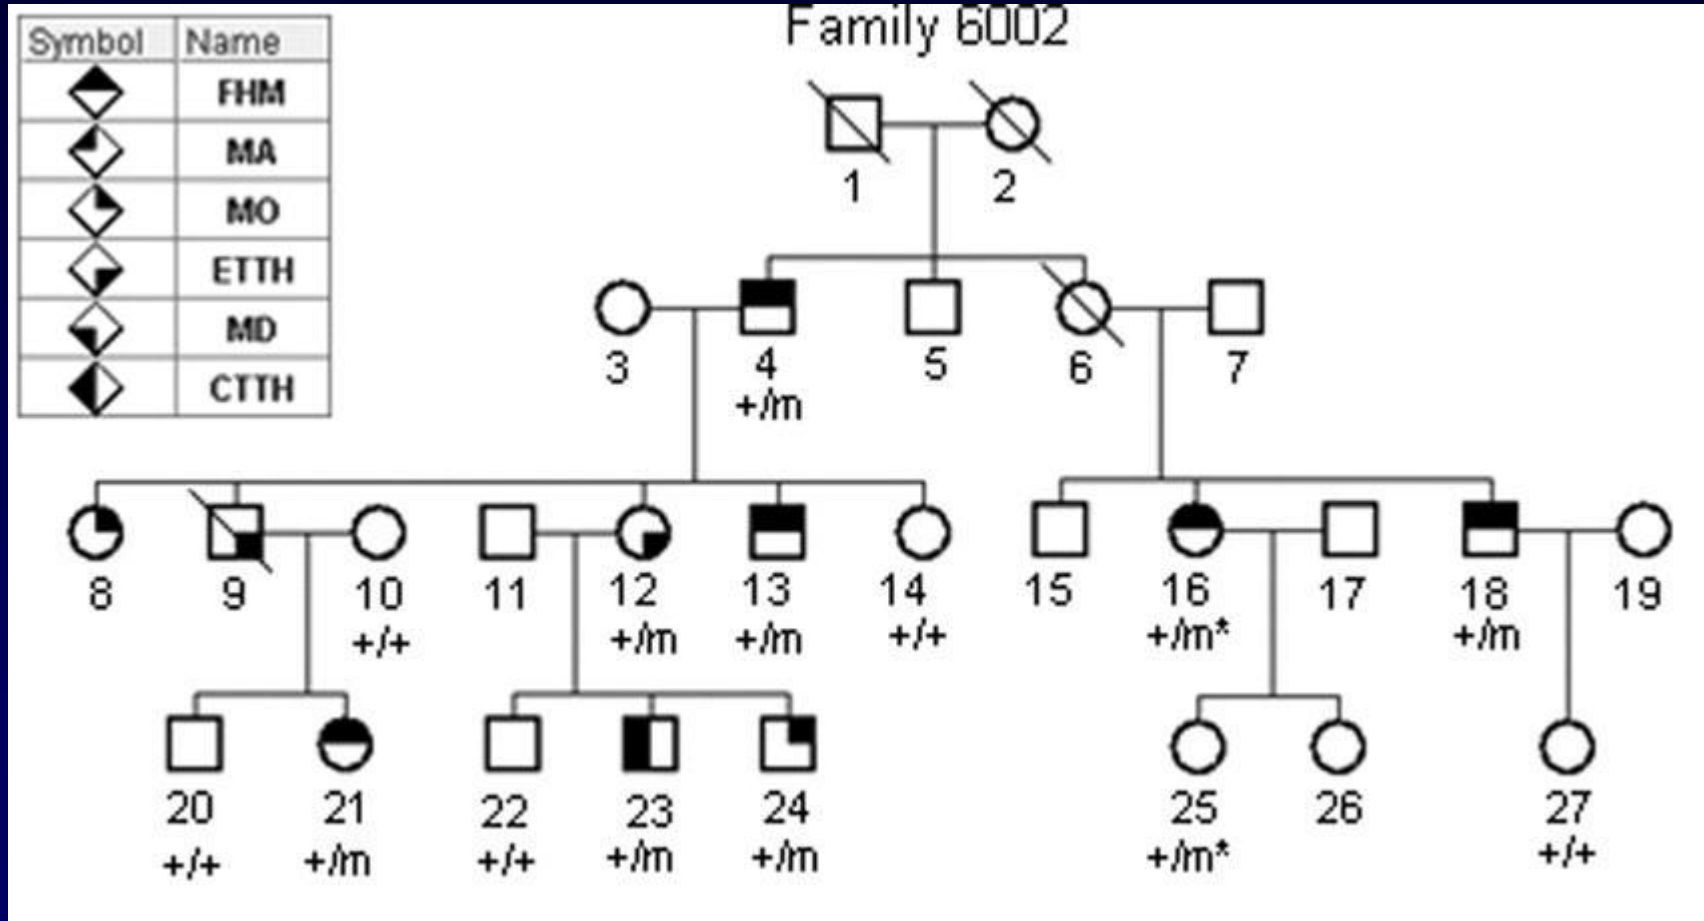 Family 6002
Symbol Name
FHM
MA
MO
ETTH
MD
CTTH
1 2
3 4 5 6 7
+/m
8 9 10 11 12 13 14 15 16 17 18 19
+/+ +/m +/m +/+ +/m* +/m
20 21 22 23 24 25 26 27
+/+ +/m +/+ +/m +/m +/m* +/+